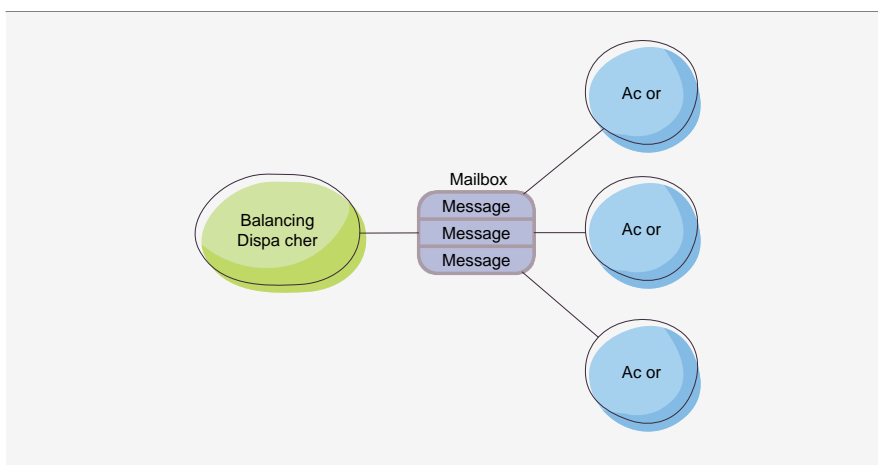 Ac or
Mailbox
Message
Balancing
Dispa cher
Message
Ac or
Message
Ac or